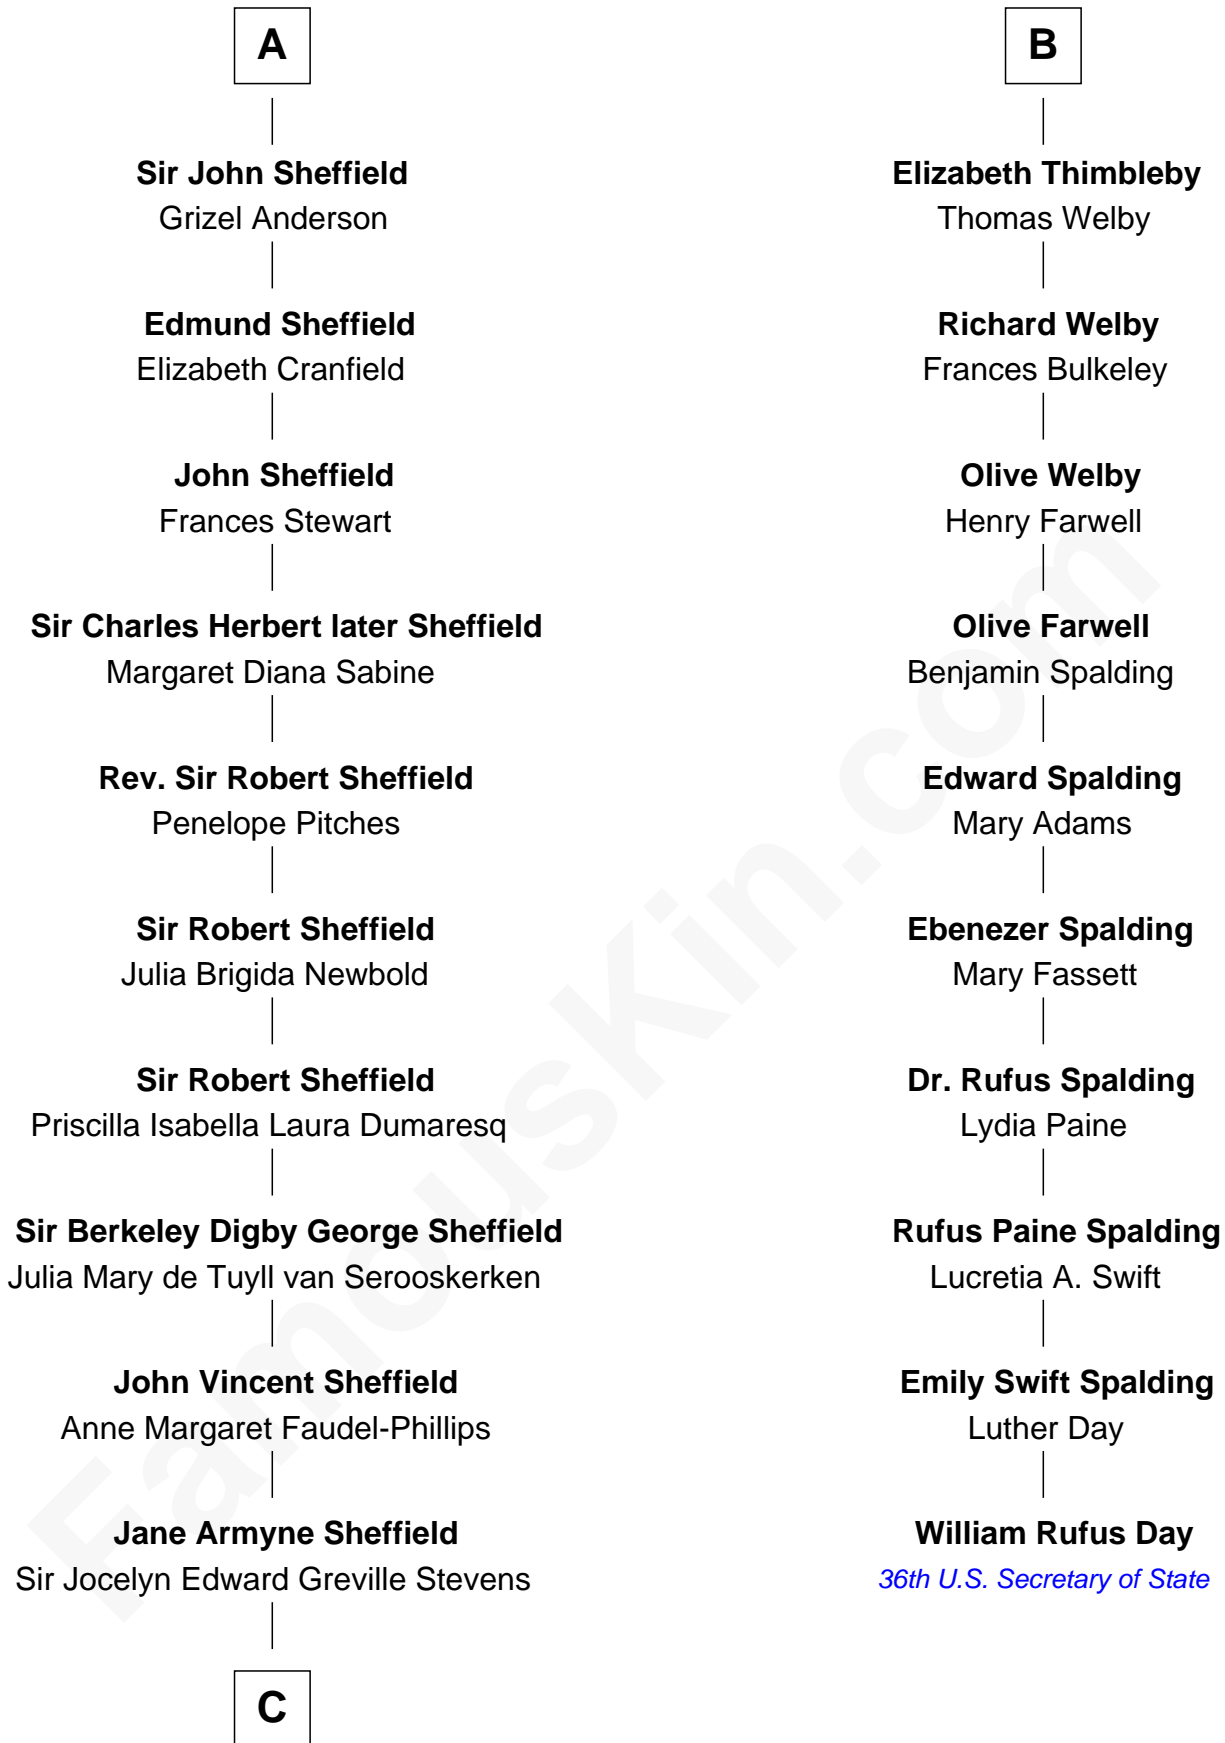 A
Sir John Sheffield
Grizel Anderson
Edmund Sheffield
Elizabeth Cranfield
John Sheffield
Frances Stewart
Sir Charles Herbert later Sheffield
Margaret Diana Sabine
Rev. Sir Robert Sheffield
Penelope Pitches
Sir Robert Sheffield
Julia Brigida Newbold
Sir Robert Sheffield
Priscilla Isabella Laura Dumaresq
Sir Berkeley Digby George Sheffield
Julia Mary de Tuyll van Serooskerken
John Vincent Sheffield
Anne Margaret Faudel-Phillips
Jane Armyne Sheffield
Sir Jocelyn Edward Greville Stevens
C
B
Elizabeth Thimbleby
Thomas Welby
Richard Welby
Frances Bulkeley
Olive Welby
Henry Farwell
Olive Farwell
Benjamin Spalding
Edward Spalding
Mary Adams
Ebenezer Spalding
Mary Fassett
Dr. Rufus Spalding
Lydia Paine
Rufus Paine Spalding
Lucretia A. Swift
Emily Swift Spalding
Luther Day
William Rufus Day
36th U.S. Secretary of State
FamousKin.com